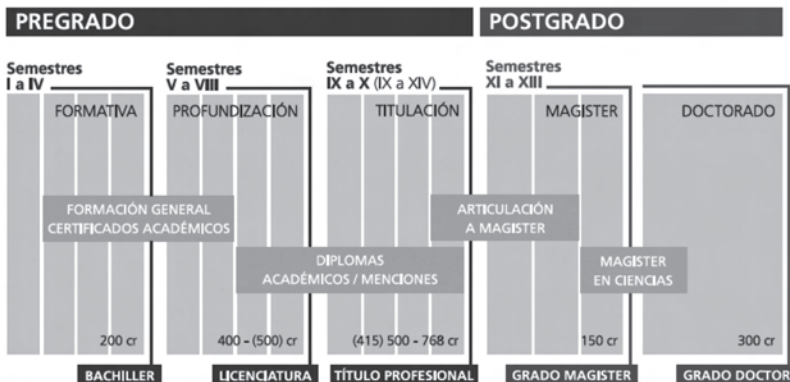 PREGRADO
POSTGRADO
Semestres
I a IV
Semestres
V a VIII
Semestres
IX a X (IX a XIV)
Semestres
XI a XIII
FORMATIVA
PROFUNDIZACIÓN
TITULACIÓN
MAGISTER
DOCTORADO
FORMACIÓN GENERAL
CERTIFICADOS ACADÉMICOS
ARTICULACIÓN
A MAGISTER
DIPLOMAS
ACADÉMICOS / MENCIONES
MAGISTER
EN CIENCIAS
200 cr
400 - (500) cr
(415) 500 - 768 cr
150 cr
300 cr
BACHILLER
LICENCIATURA
TÍTULO PROFESIONAL
GRADO MAGISTER
GRADO DOCTOR